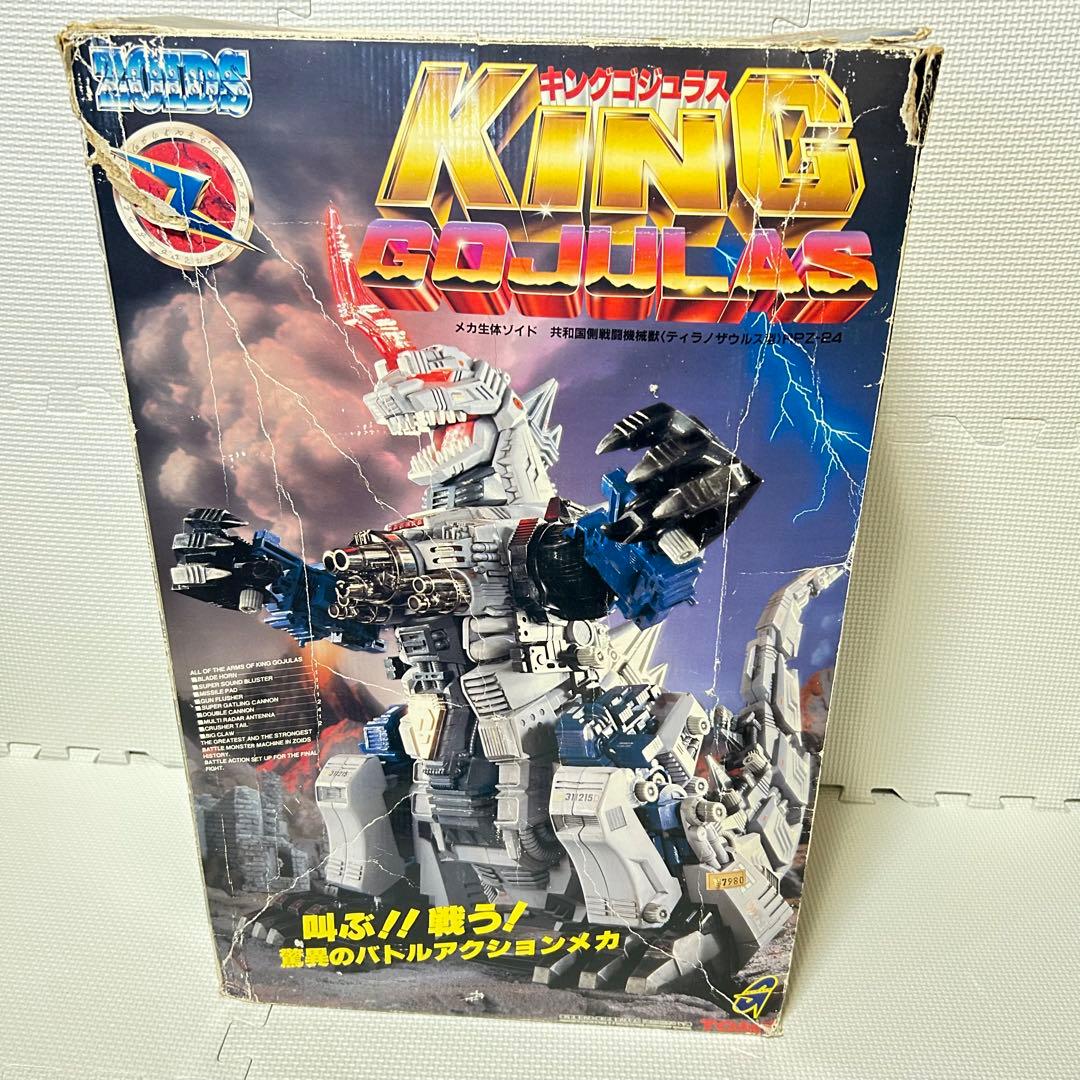 ZOIDS
キングゴジュラス
KING
GOJULAS
メカ生体ゾイド 共和国側戦闘機械獣〈ティラノザウルス型〉RPZ-24
ALL OF THE ARMS OF KING GOJULAS
■BLADE HORN
■SUPER SOUND BLUSTER
■MISSILE PAD
■GUN FLUSHER
■SUPER GATLING CANNON
■DOUBLE CANNON
■MULTI RADAR ANTENNA
■CRUSHER TAIL
■BIG CLAW
THE GREATEST AND THE STRONGEST
BATTLE MONSTER MACHINE IN ZOIDS
HISTORY.
BATTLE ACTION SET UP FOR THE FINAL
FIGHT.
311215
311215
¥7980
叫ぶ!!戦う!
驚異のバトルアクションメカ
TOMY